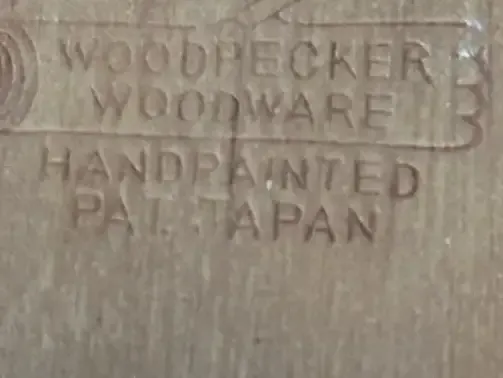 WOODPECKER
WOODWARE
HANDPAINTED
PAT. JAPAN